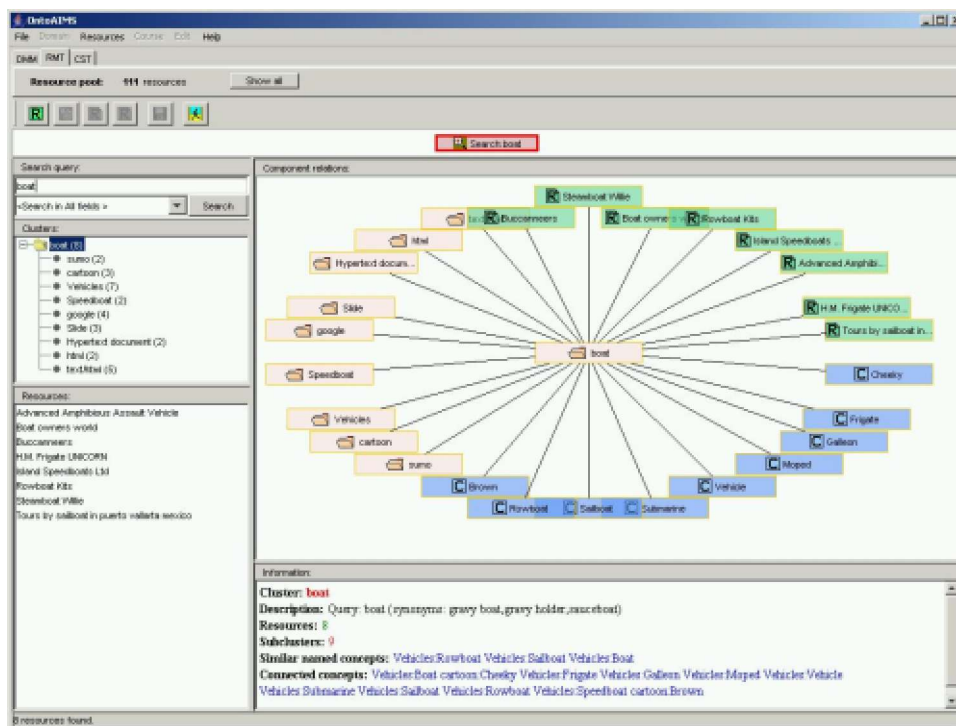 OntoAIMS
File Domain Resources Course Edit Help
DMM RMT CST
Resource pool: 111 resources Show all
Search boat
Search query:
boat
<Search in All fields > Search
Clusters:
boat (8)
sumo (2)
cartoon (3)
Vehicles (7)
Speedboat (2)
google (4)
Slide (3)
Hypertext document (2)
html (2)
text/html (5)
Resources:
Advanced Amphibious Assault Vehicle
Boat owners world
Buccanneers
H.M. Frigate UNICORN
Island Speedboats Ltd
Rowboat Kits
Steamboat Willie
Tours by sailboat in puerto vallarta mexico
Component relations:
R Steamboat Willie
R Buccanneers
R Boat owners
R Rowboat Kits
html
R Island Speedboats ...
Hypertext docum...
R Advanced Amphibi...
Slide
R H.M. Frigate UNICO...
google
R Tours by sailboat in...
boat
Speedboat
C Cheeky
Vehicles
C Frigate
cartoon
C Galleon
sumo
C Moped
C Brown
C Vehicle
C Rowboat
C Sailboat
C Submarine
Information:
Cluster: boat
Description: Query: boat (synonyms: gravy boat,gravy holder,sauceboat)
Resources: 8
Subclusters: 9
Similar named concepts: Vehicles:Rowboat Vehicles:Sailboat Vehicles:Boat
Connected concepts: Vehicles:Boat cartoon:Cheeky Vehicles:Frigate Vehicles:Galleon Vehicles:Moped Vehicles:Vehicle
Vehicles:Submarine Vehicles:Sailboat Vehicles:Rowboat Vehicles:Speedboat cartoon:Brown
8 resources found.